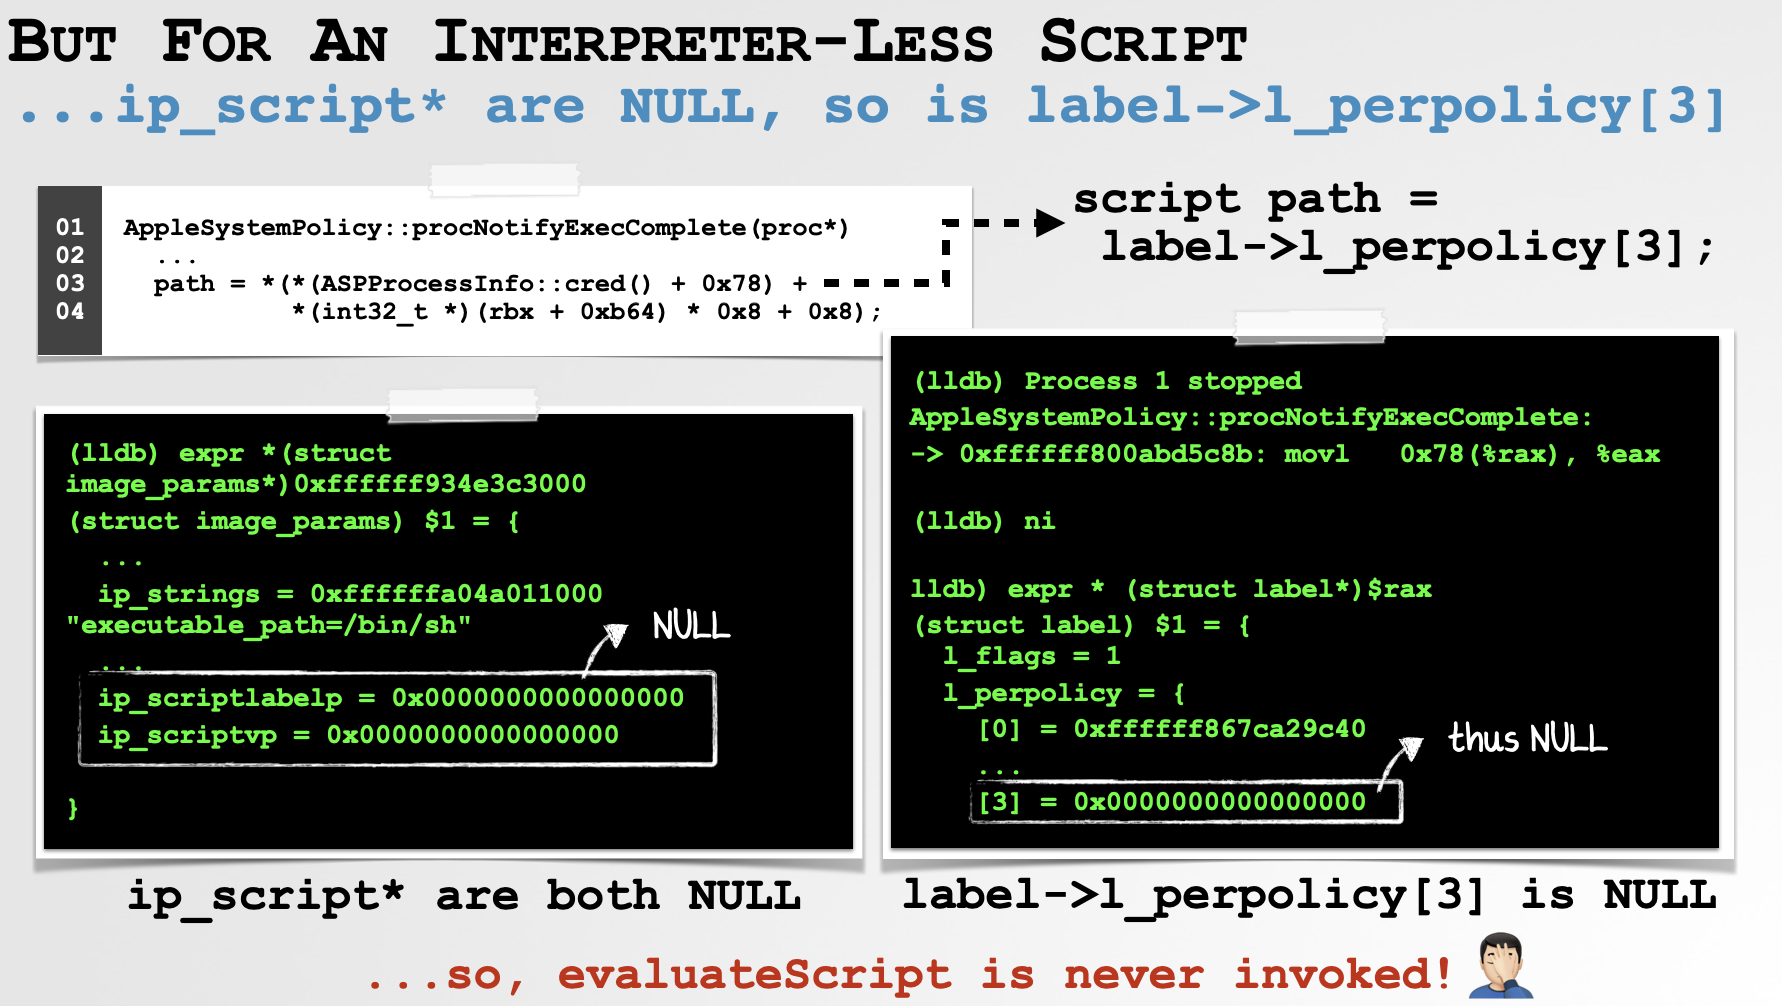 But For An Interpreter-Less Script
...ip_script* are NULL, so is label->l_perpolicy[3]
01 AppleSystemPolicy::procNotifyExecComplete(proc*)
02 ...
03 path = *(*(ASPProcessInfo::cred() + 0x78) +
04 *(int32_t *)(rbx + 0xb64) * 0x8 + 0x8);
script path =
label->l_perpolicy[3];
(lldb) expr *(struct
image_params*)0xffffff934e3c3000
(struct image_params) $1 = {
...
ip_strings = 0xffffffa04a011000
"executable_path=/bin/sh"
...
NULL
ip_scriptlabelp = 0x0000000000000000
ip_scriptvp = 0x0000000000000000
}
(lldb) Process 1 stopped
AppleSystemPolicy::procNotifyExecComplete:
-> 0xffffff800abd5c8b: movl 0x78(%rax), %eax
(lldb) ni
lldb) expr * (struct label*)$rax
(struct label) $1 = {
l_flags = 1
l_perpolicy = {
[0] = 0xffffff867ca29c40
...
thus NULL
[3] = 0x0000000000000000
ip_script* are both NULL
label->l_perpolicy[3] is NULL
...so, evaluateScript is never invoked!